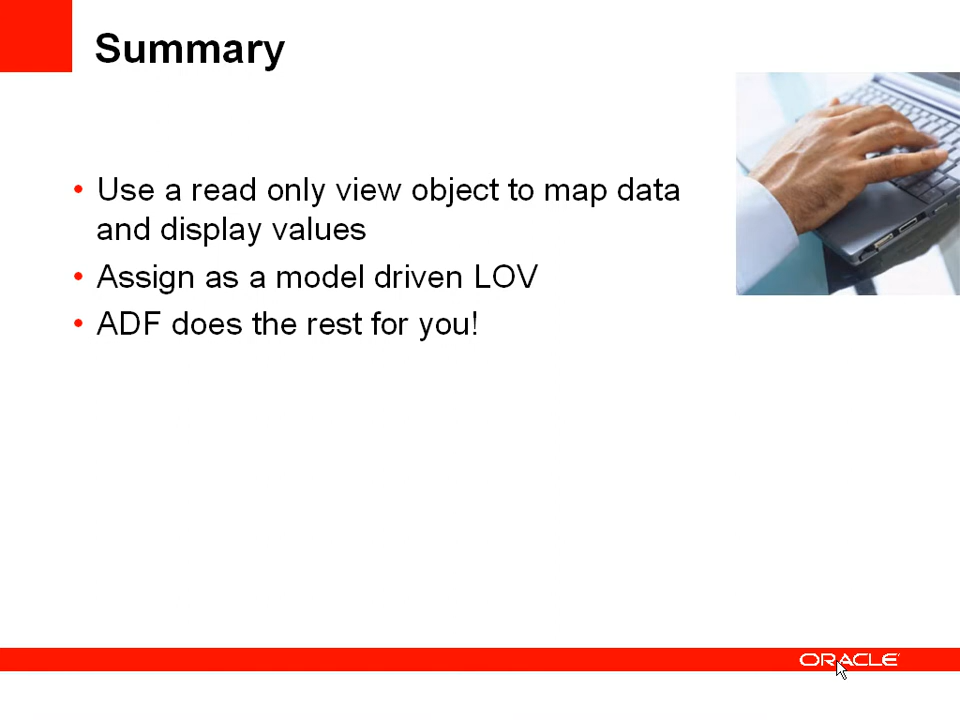 Summary
• Use a read only view object to map data
and display values
• Assign as a model driven LOV
• ADF does the rest for you!
ORACLE